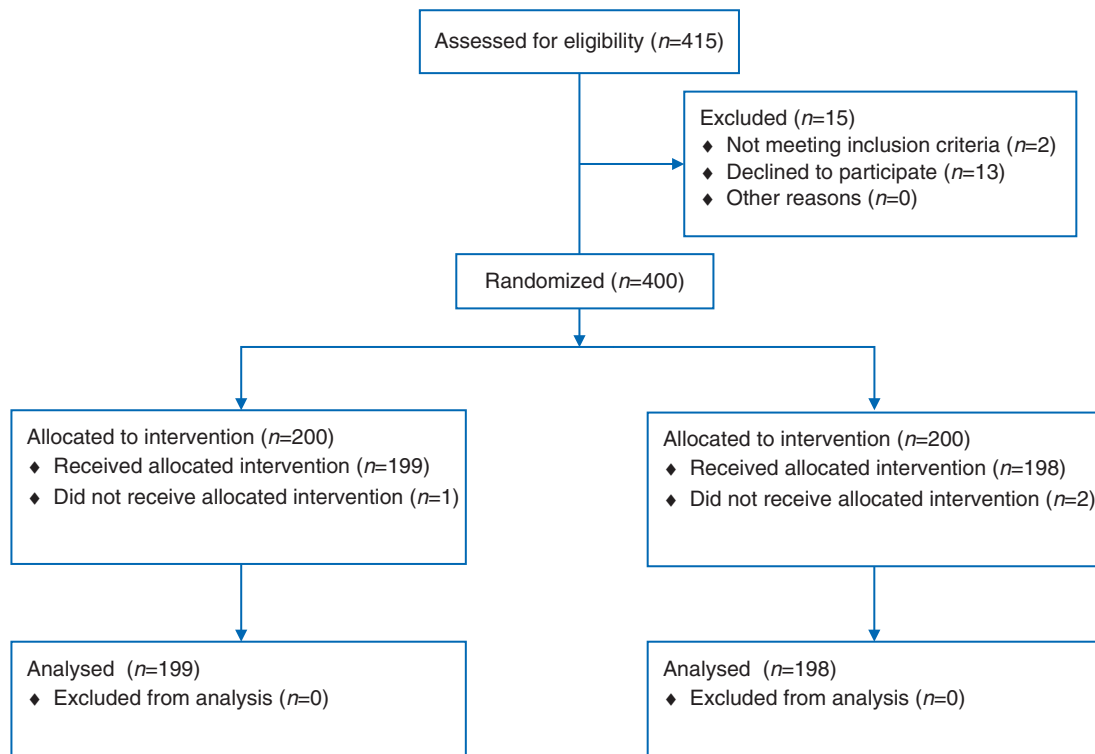 Assessed for eligibility (n=415)
Excluded (n=15)
♦ Not meeting inclusion criteria (n=2)
♦ Declined to participate (n=13)
♦ Other reasons (n=0)
Randomized (n=400)
Allocated to intervention (n=200)
♦ Received allocated intervention (n=199)
♦ Did not receive allocated intervention (n=1)
Allocated to intervention (n=200)
♦ Received allocated intervention (n=198)
♦ Did not receive allocated intervention (n=2)
Analysed (n=199)
♦ Excluded from analysis (n=0)
Analysed (n=198)
♦ Excluded from analysis (n=0)